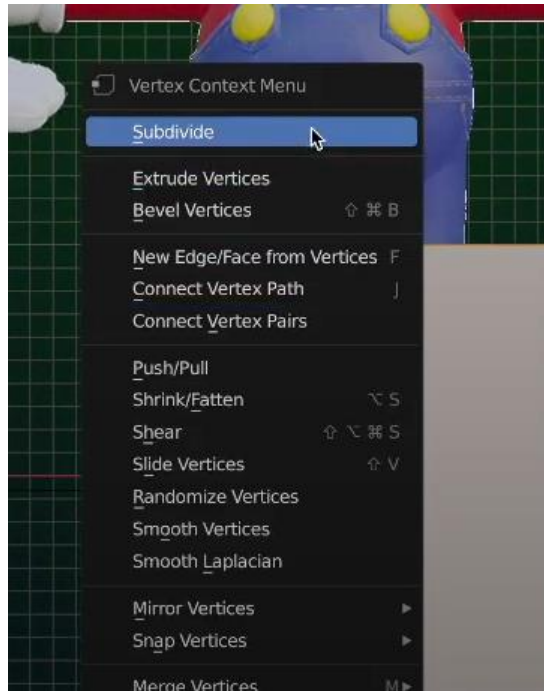 Vertex Context Menu
Subdivide
Extrude Vertices
Bevel Vertices ⇧ ⌘ B
New Edge/Face from Vertices F
Connect Vertex Path J
Connect Vertex Pairs
Push/Pull
Shrink/Fatten ⌥ S
Shear ⇧ ⌥ ⌘ S
Slide Vertices ⇧ V
Randomize Vertices
Smooth Vertices
Smooth Laplacian
Mirror Vertices
Snap Vertices
Merge Vertices M